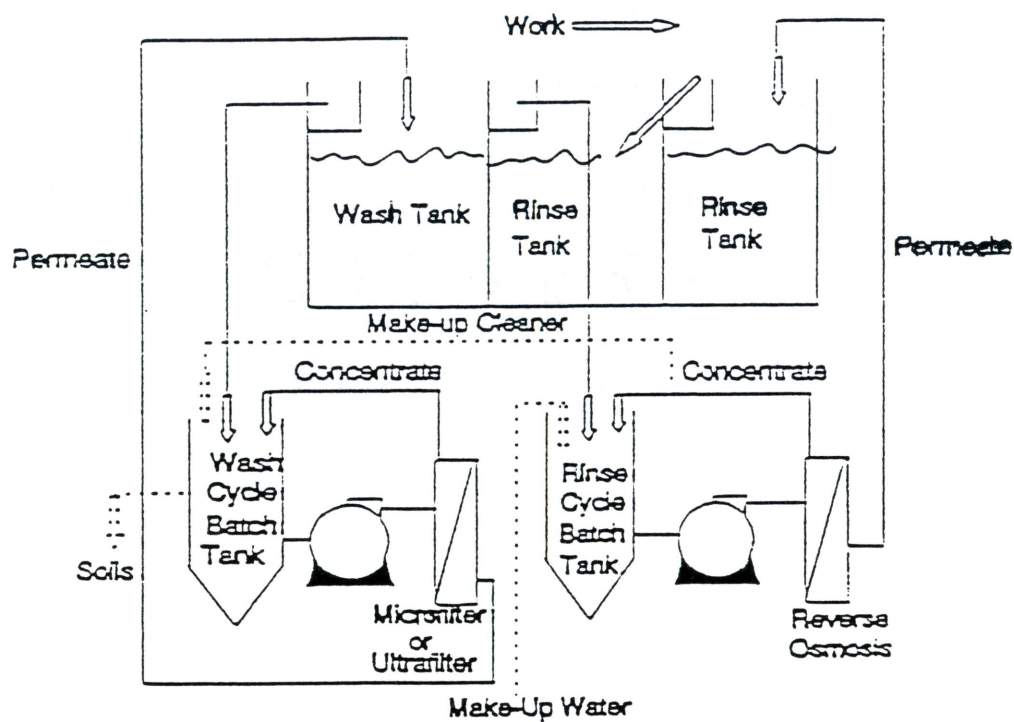 Work
Wash Tank
Rinse
Tank
Rinse
Tank
Permeate
Permeate
Make-up Cleaner
Concentrate
Concentrate
Wash
Cycle
Batch
Tank
Rinse
Cycle
Batch
Tank
Soils
Microfilter
or
Ultrafilter
Reverse
Osmosis
Make-Up Water